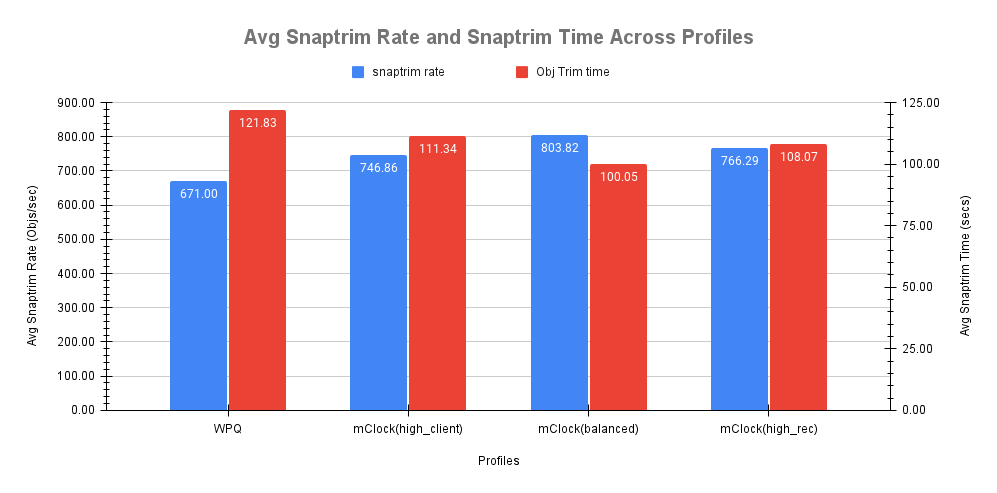 Avg Snaptrim Rate and Snaptrim Time Across Profiles
snaptrim rate Obj Trim time
900.00 125.00
800.00
700.00 100.00
600.00
500.00 75.00
400.00
300.00 50.00
200.00
100.00 25.00
0.00 0.00
Avg Snaptrim Rate (Objs/sec)
Avg Snaptrim Time (secs)
671.00 121.83 746.86 111.34 803.82 100.05 766.29 108.07
WPQ mClock(high_client) mClock(balanced) mClock(high_rec)
Profiles